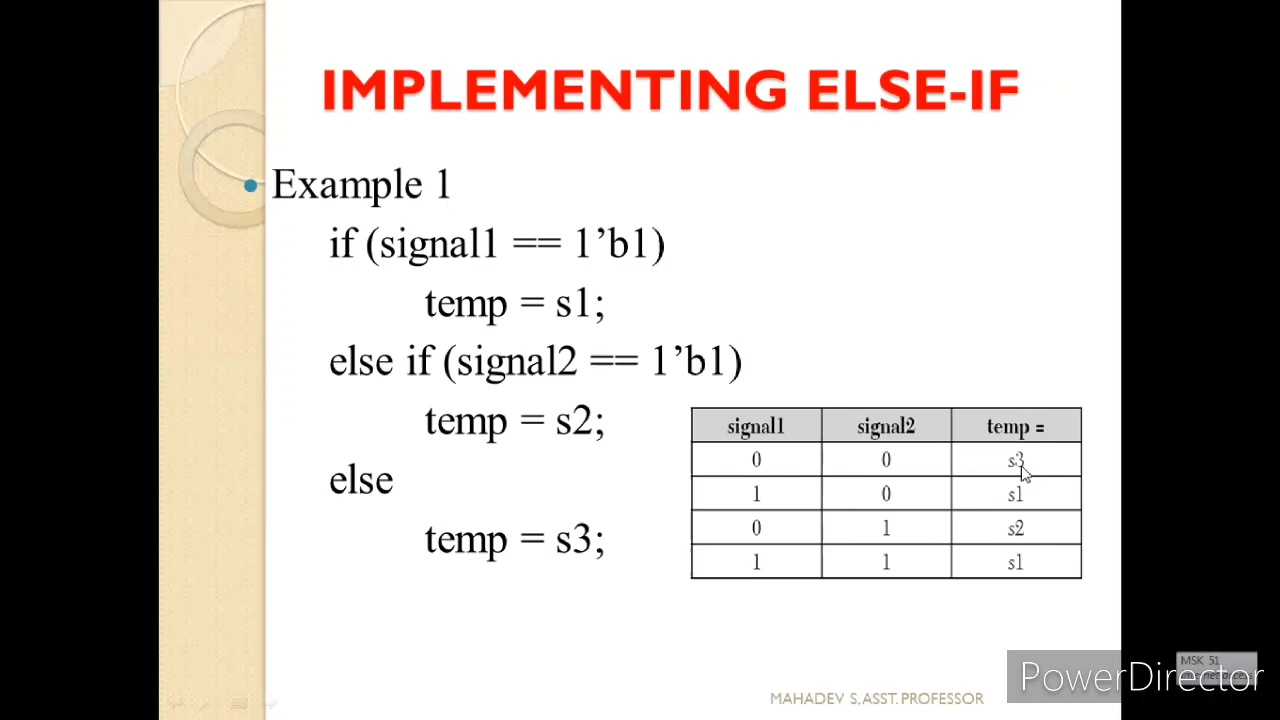 IMPLEMENTING ELSE-IF
• Example 1
if (signal1 == 1’b1)
temp = s1;
else if (signal2 == 1’b1)
temp = s2;
else
temp = s3;
signal1 signal2 temp =
0 0 s3
1 0 s1
0 1 s2
1 1 s1
MAHADEV S,ASST.PROFESSOR
MSK 51
PowerDirector